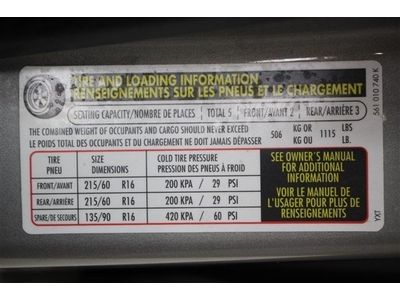 TIRE AND LOADING INFORMATION
RENSEIGNEMENTS SUR LES PNEUS ET LE CHARGEMENT
SEATING CAPACITY/NOMBRE DE PLACES | TOTAL 5 | FRONT/AVANT 2 | REAR/ARRIÈRE 3
THE COMBINED WEIGHT OF OCCUPANTS AND CARGO SHOULD NEVER EXCEED 506 KG OR 1115 LBS
LE POIDS TOTAL DES OCCUPANTS ET DU CHARGEMENT NE DOIT JAMAIS DÉPASSER KG OU LB.
TIRE SIZE COLD TIRE PRESSURE
PNEU DIMENSIONS PRESSION DES PNEUS À FROID
FRONT/AVANT 215/60 R16 200 KPA / 29 PSI
REAR/ARRIÈRE 215/60 R16 200 KPA / 29 PSI
SPARE/DE SECOURS 135/90 R16 420 KPA / 60 PSI
SEE OWNER'S MANUAL
FOR ADDITIONAL
INFORMATION
VOIR LE MANUEL DE
L'USAGER POUR PLUS DE
RENSEIGNEMENTS
561 010 740 K
YXT